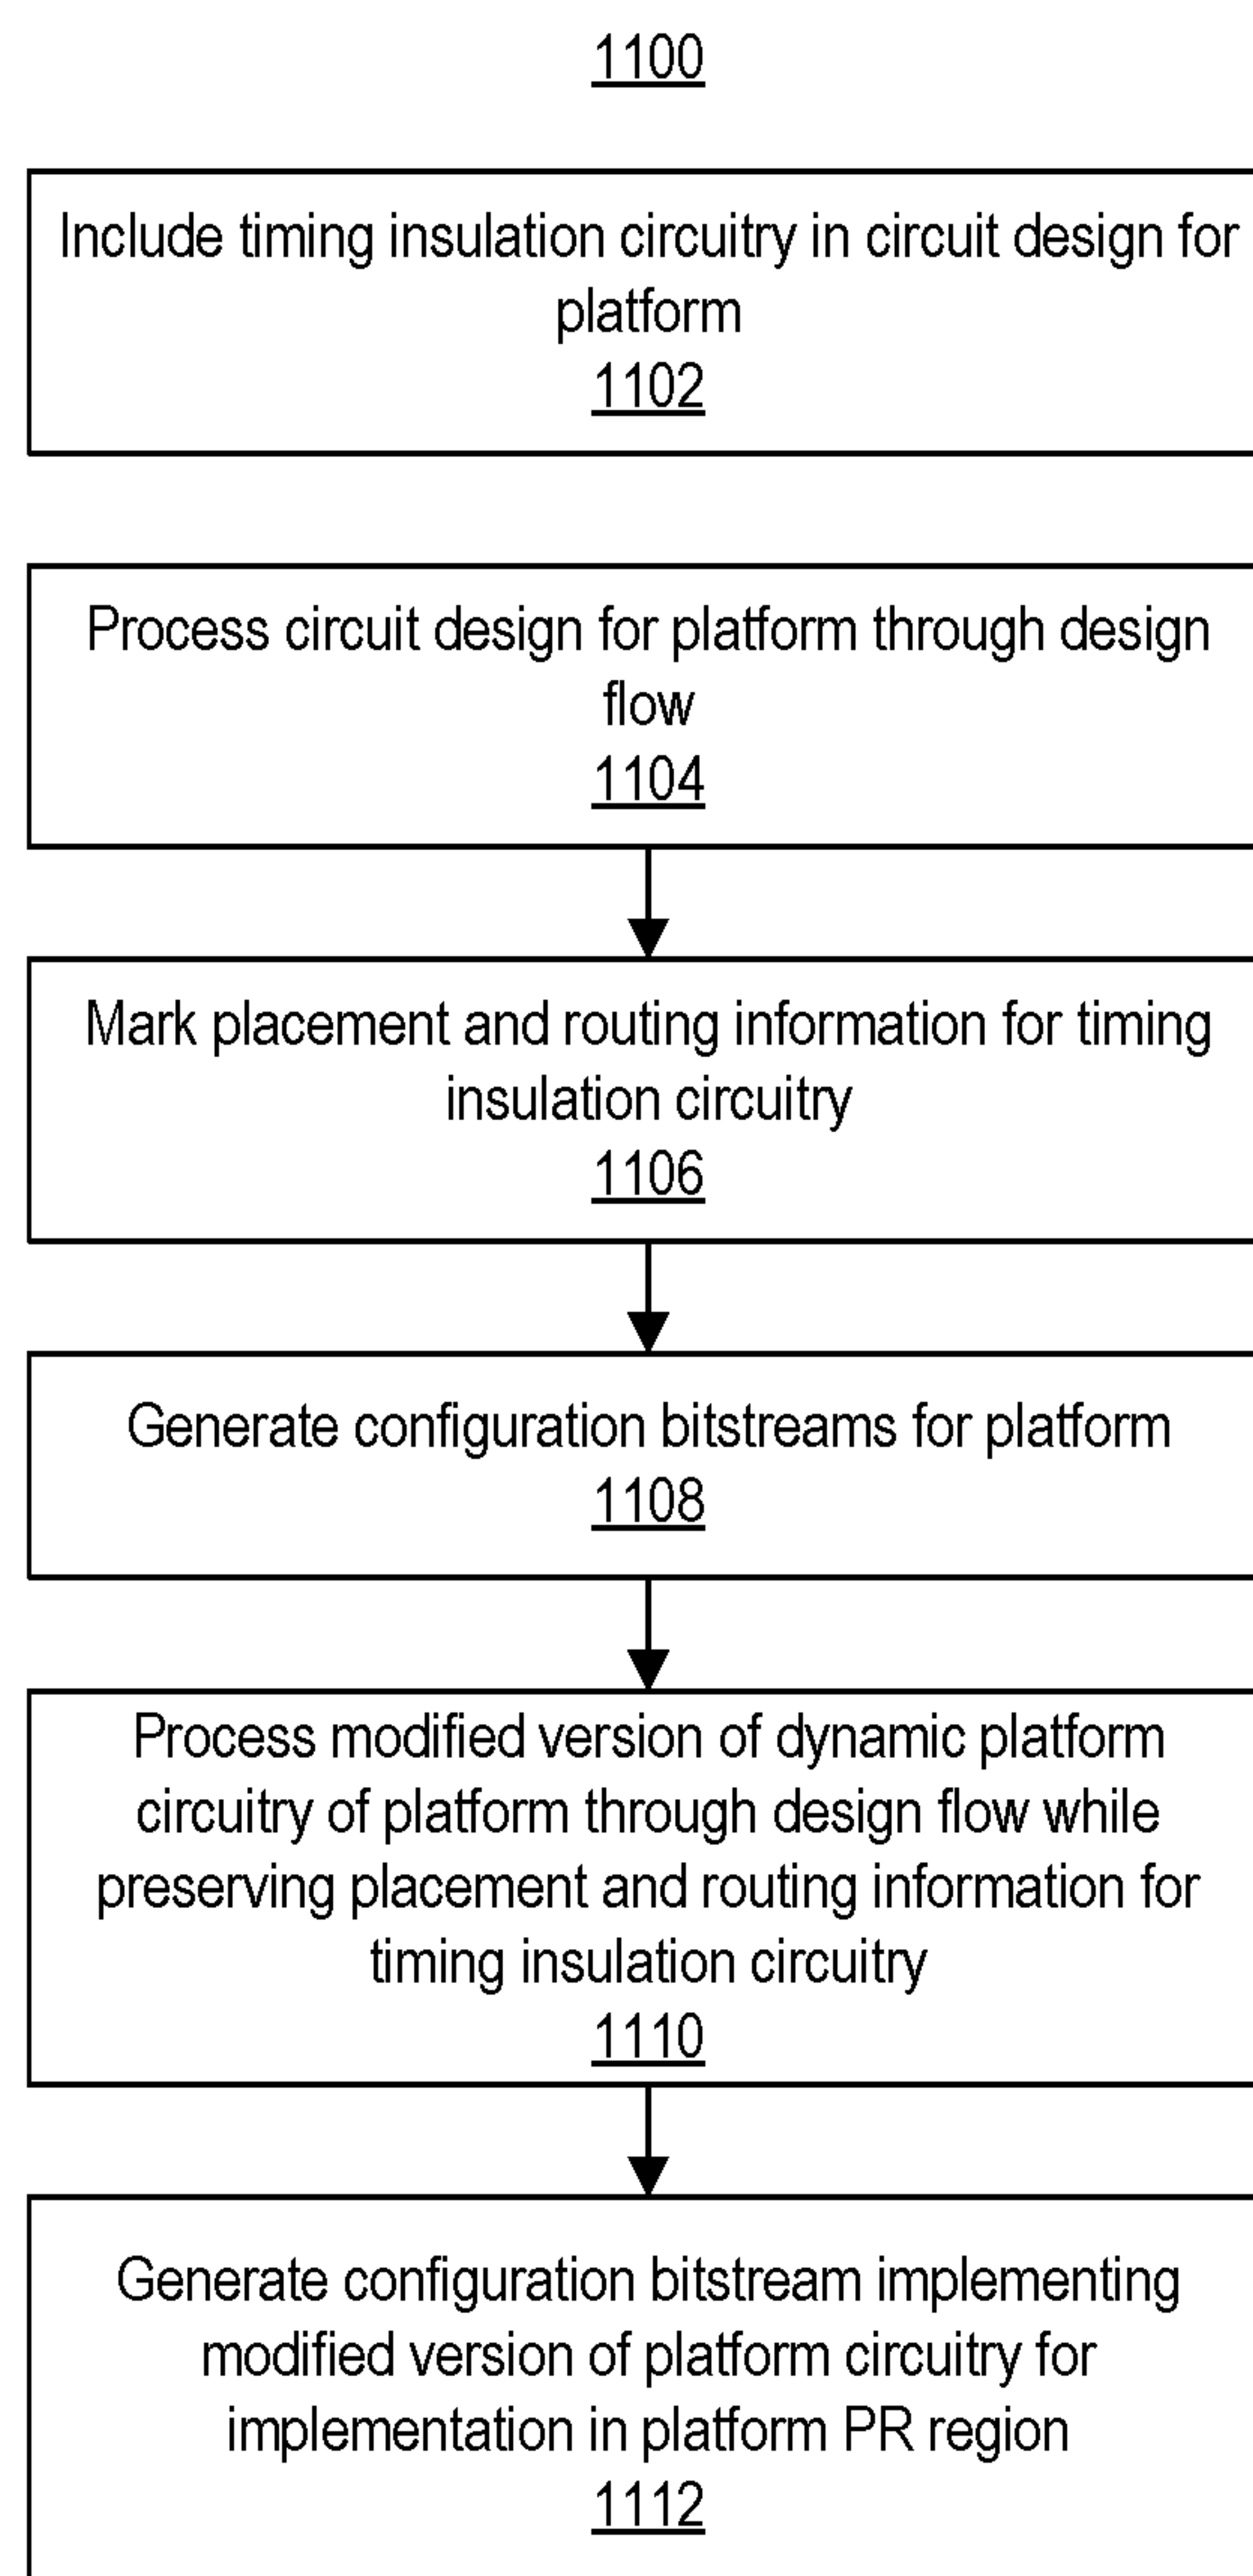 1100
Include timing insulation circuitry in circuit design for
platform
1102
Process circuit design for platform through design
flow
1104
Mark placement and routing information for timing
insulation circuitry
1106
Generate configuration bitstreams for platform
1108
Process modified version of dynamic platform
circuitry of platform through design flow while
preserving placement and routing information for
timing insulation circuitry
1110
Generate configuration bitstream implementing
modified version of platform circuitry for
implementation in platform PR region
1112